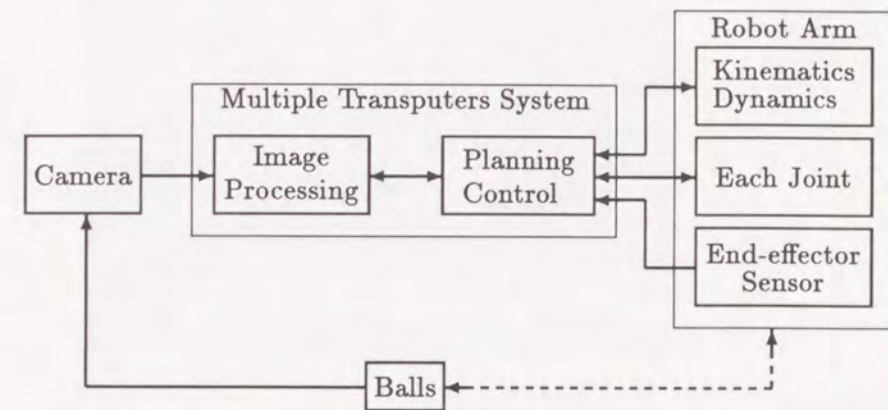 Robot Arm
Kinematics
Dynamics
Multiple Transputers System
Camera
Image
Processing
Planning
Control
Each Joint
End-effector
Sensor
Balls